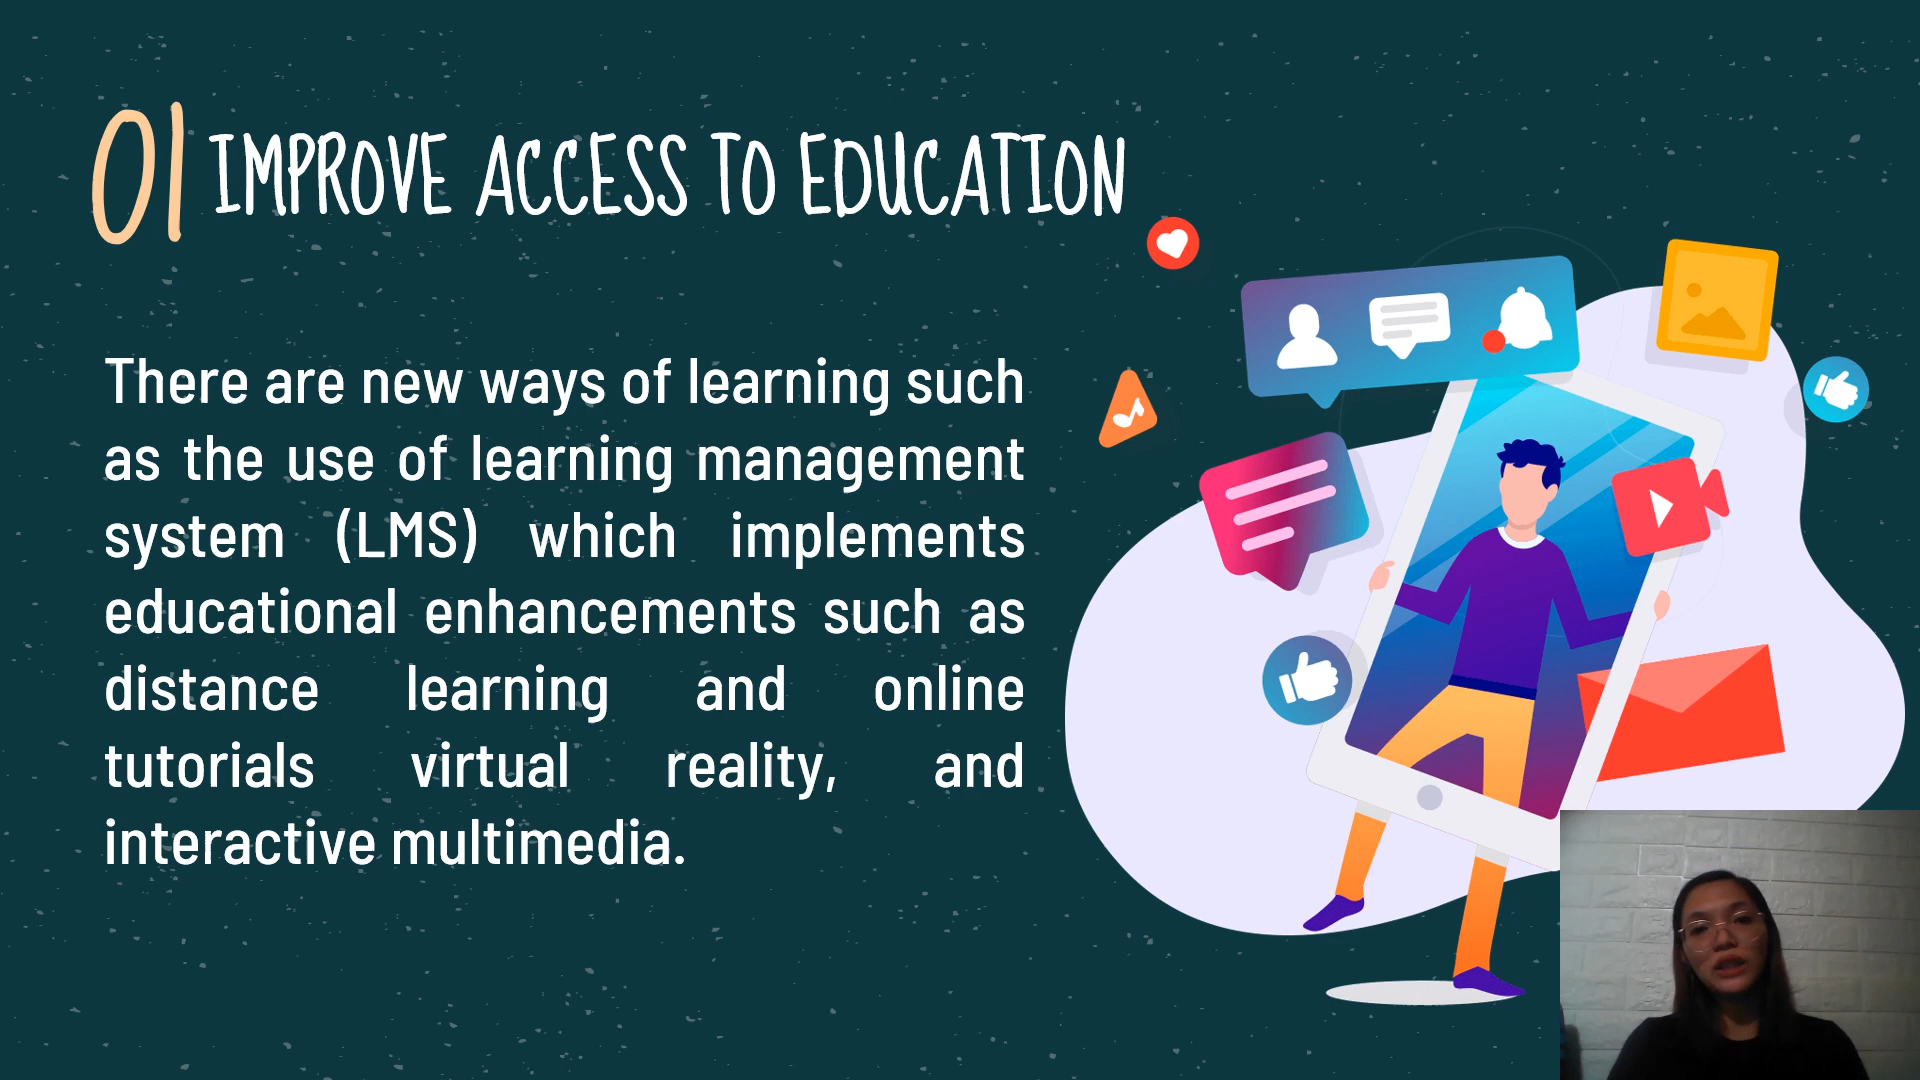 01 IMPROVE ACCESS TO EDUCATION
There are new ways of learning such
as the use of learning management
system (LMS) which implements
educational enhancements such as
distance learning and online
tutorials virtual reality, and
interactive multimedia.